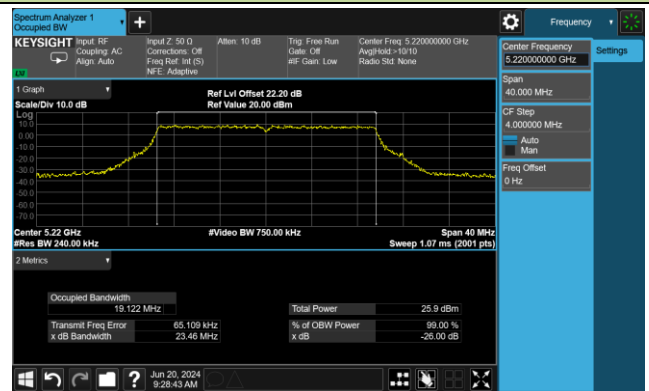 Spectrum Analyzer 1
Occupied BW
Frequency
KEYSIGHT
Input: RF
Coupling: AC
Align: Auto
Input Z: 50 Ω
Corrections: Off
Freq Ref: Int (S)
NFE: Adaptive
Atten: 10 dB
Trig: Free Run
Gate: Off
#IF Gain: Low
Center Freq: 5.220000000 GHz
Avg|Hold:>10/10
Radio Std: None
LXI
Center Frequency
5.220000000 GHz
Settings
Span
40.000 MHz
CF Step
4.000000 MHz
Auto
Man
Freq Offset
0 Hz
1 Graph
Scale/Div 10.0 dB
Ref Lvl Offset 22.20 dB
Ref Value 20.00 dBm
Log
10.0
0.00
-10.0
-20.0
-30.0
-40.0
-50.0
-60.0
-70.0
Center 5.22 GHz
#Video BW 750.00 kHz
Span 40 MHz
#Res BW 240.00 kHz
Sweep 1.07 ms (2001 pts)
2 Metrics
Occupied Bandwidth
19.122 MHz
Total Power 25.9 dBm
Transmit Freq Error 65.109 kHz
% of OBW Power 99.00 %
x dB Bandwidth 23.46 MHz
x dB -26.00 dB
?
Jun 20, 2024
9:28:43 AM